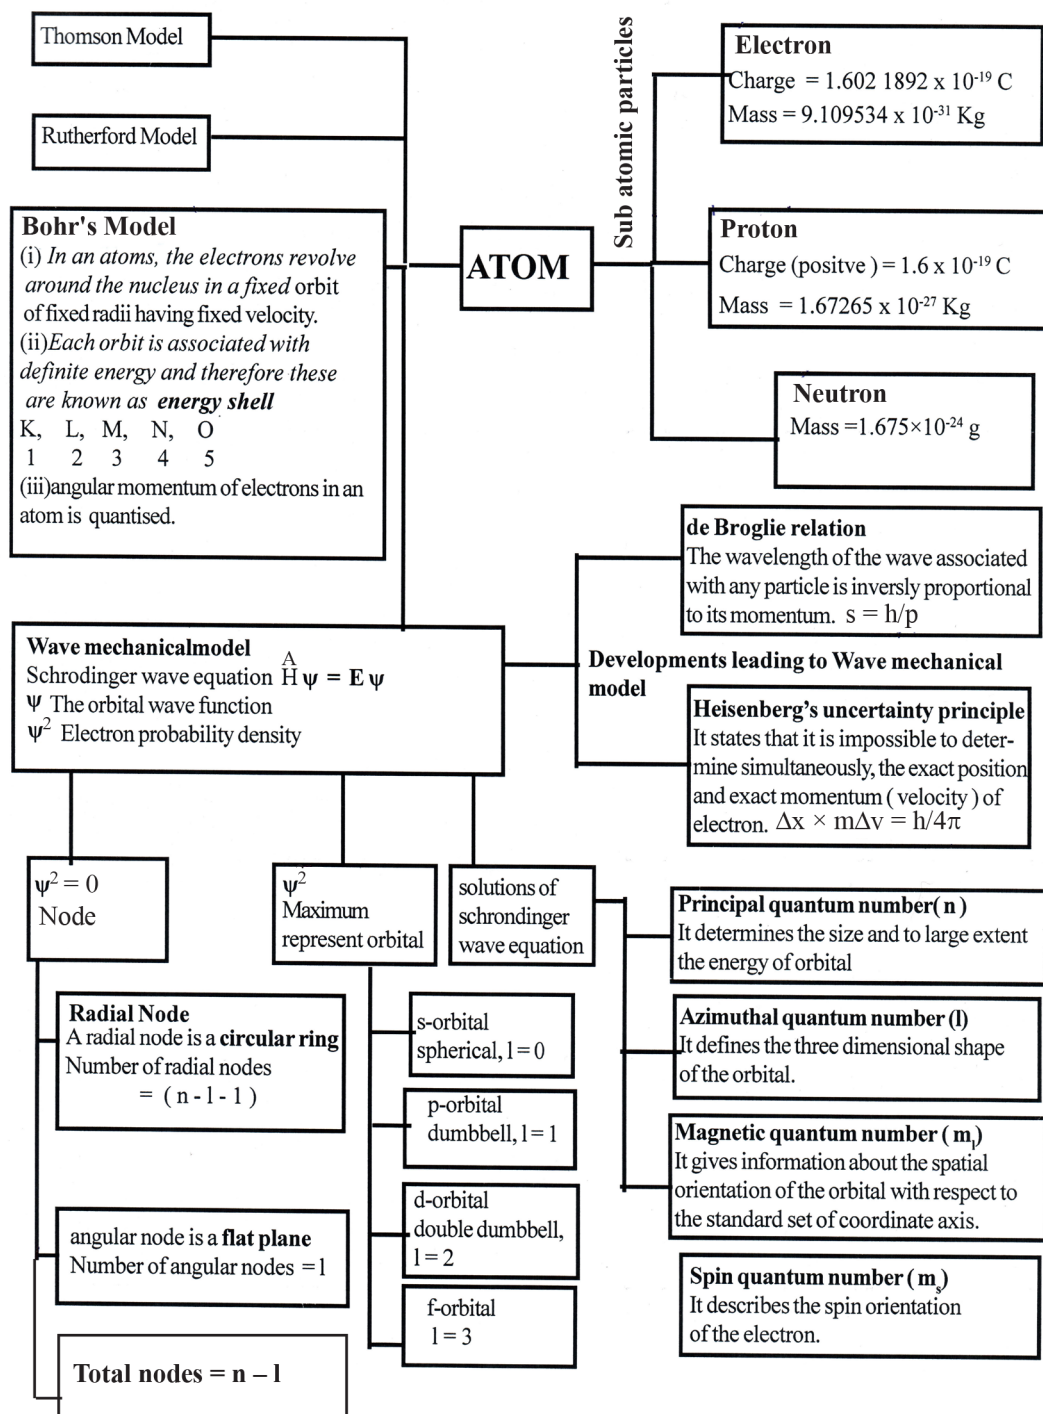 Thomson Model
Rutherford Model
Bohr's Model
(i) In an atoms, the electrons revolve
around the nucleus in a fixed orbit
of fixed radii having fixed velocity.
(ii)Each orbit is associated with
definite energy and therefore these
are known as energy shell
K, L, M, N, O
1 2 3 4 5
(iii)angular momentum of electrons in an
atom is quantised.
ATOM
Sub atomic particles
Electron
Charge = 1.602 1892 x 10⁻¹⁹ C
Mass = 9.109534 x 10⁻³¹ Kg
Proton
Charge (positve) = 1.6 x 10⁻¹⁹ C
Mass = 1.67265 x 10⁻²⁷ Kg
Neutron
Mass =1.675×10⁻²⁴ g
de Broglie relation
The wavelength of the wave associated
with any particle is inversly proportional
to its momentum. s = h/p
Developments leading to Wave mechanical
model
Heisenberg's uncertainty principle
It states that it is impossible to deter-
mine simultaneously, the exact position
and exact momentum ( velocity ) of
electron. Δx × mΔv = h/4π
Wave mechanicalmodel
A
Schrodinger wave equation H ψ = E ψ
ψ The orbital wave function
ψ² Electron probability density
ψ² = 0
Node
Radial Node
A radial node is a circular ring
Number of radial nodes
= ( n - l - 1 )
angular node is a flat plane
Number of angular nodes = l
Total nodes = n – l
ψ²
Maximum
represent orbital
s-orbital
spherical, l = 0
p-orbital
dumbbell, l = 1
d-orbital
double dumbbell,
l = 2
f-orbital
l = 3
solutions of
schrondinger
wave equation
Principal quantum number( n )
It determines the size and to large extent
the energy of orbital
Azimuthal quantum number (l)
It defines the three dimensional shape
of the orbital.
Magnetic quantum number ( mₗ)
It gives information about the spatial
orientation of the orbital with respect to
the standard set of coordinate axis.
Spin quantum number ( mₛ)
It describes the spin orientation
of the electron.